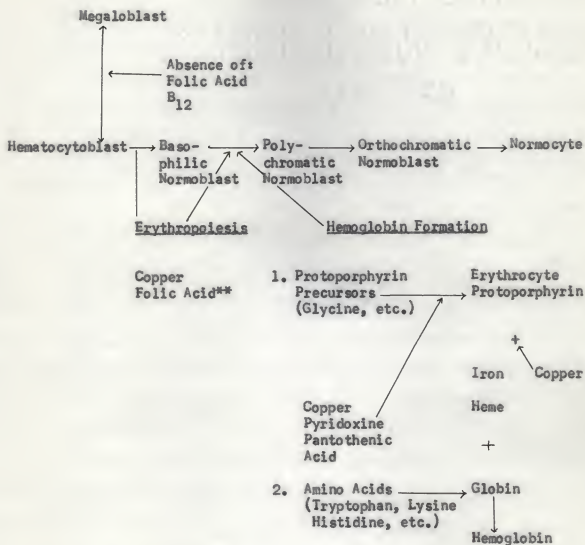 Megaloblast
Absence of:
Folic Acid
B12
Hematocytoblast Baso- Poly- Orthochromatic Normocyte
philic chromatic Normoblast
Normoblast Normoblast
Erythropoiesis Hemoglobin Formation
Copper 1. Protoporphyrin Erythrocyte
Folic Acid** Precursors Protoporphyrin
(Glycine, etc.)
+
Iron Copper
Copper Heme
Pyridoxine
Pantothenic +
Acid
2. Amino Acids Globin
(Tryptophan, Lysine
Histidine, etc.)
Hemoglobin